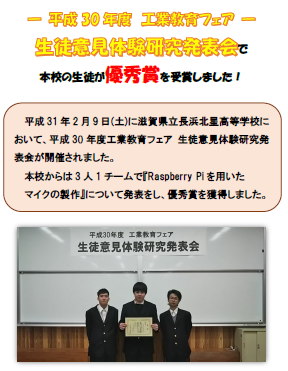 ― 平成30年度 工業教育フェア ―
生徒意見体験研究発表会で
本校の生徒が優秀賞を受賞しました！
平成31年2月9日(土)に滋賀県立長浜北星高等学校に
おいて、平成30年度工業教育フェア 生徒意見体験研究発
表会が開催されました。
本校からは3人1チームで『Raspberry Piを用いた
マイクの製作』について発表をし、優秀賞を獲得しました。
平成30年度 工業教育フェア
生徒意見体験研究発表会